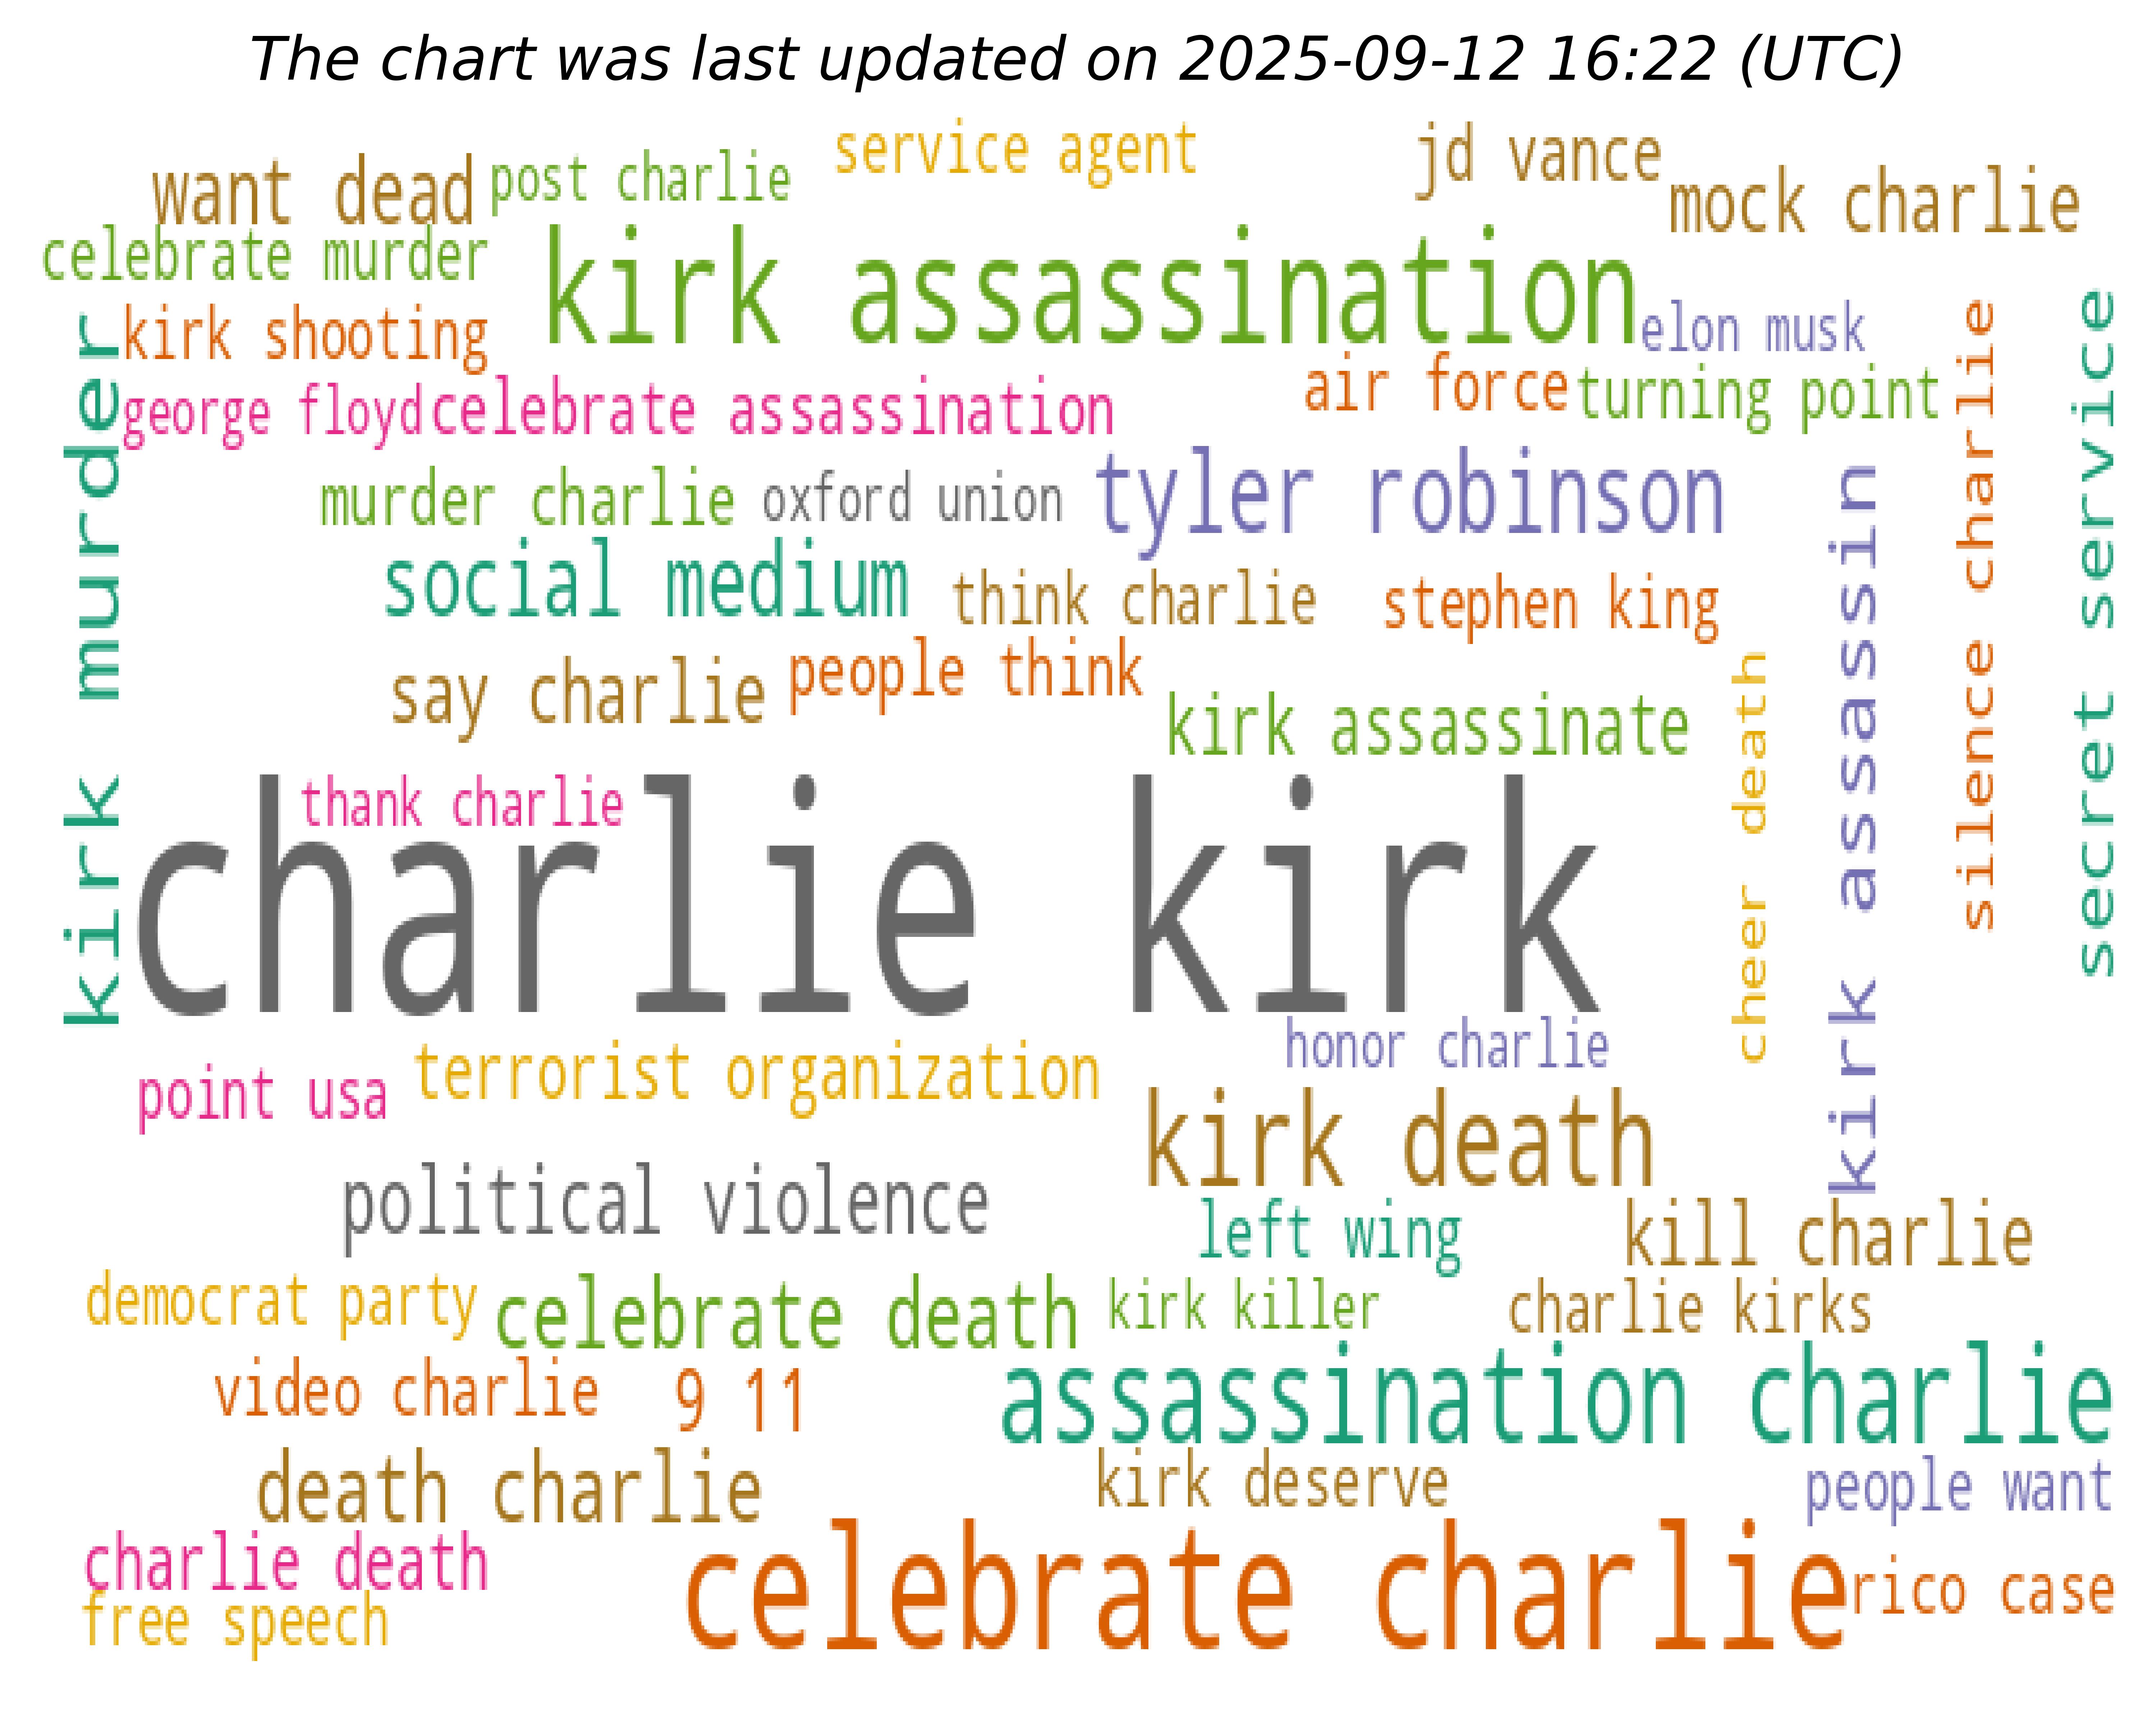 The chart was last updated on 2025-09-12 16:22 (UTC)
service agent
jd vance
want dead
post charlie
mock charlie
celebrate murder
kirk assassination
kirk shooting
elon musk
george floyd
celebrate assassination
air force
turning point
kirk murder
murder charlie
oxford union
tyler robinson
silence charlie
secret service
social medium
think charlie
stephen king
kirk assassin
say charlie
people think
kirk assassinate
cheer death
thank charlie
charlie kirk
honor charlie
point usa
terrorist organization
kirk death
political violence
left wing
kill charlie
democrat party
celebrate death
kirk killer
charlie kirks
video charlie
9 11
assassination charlie
death charlie
kirk deserve
people want
charlie death
celebrate charlie
rico case
free speech